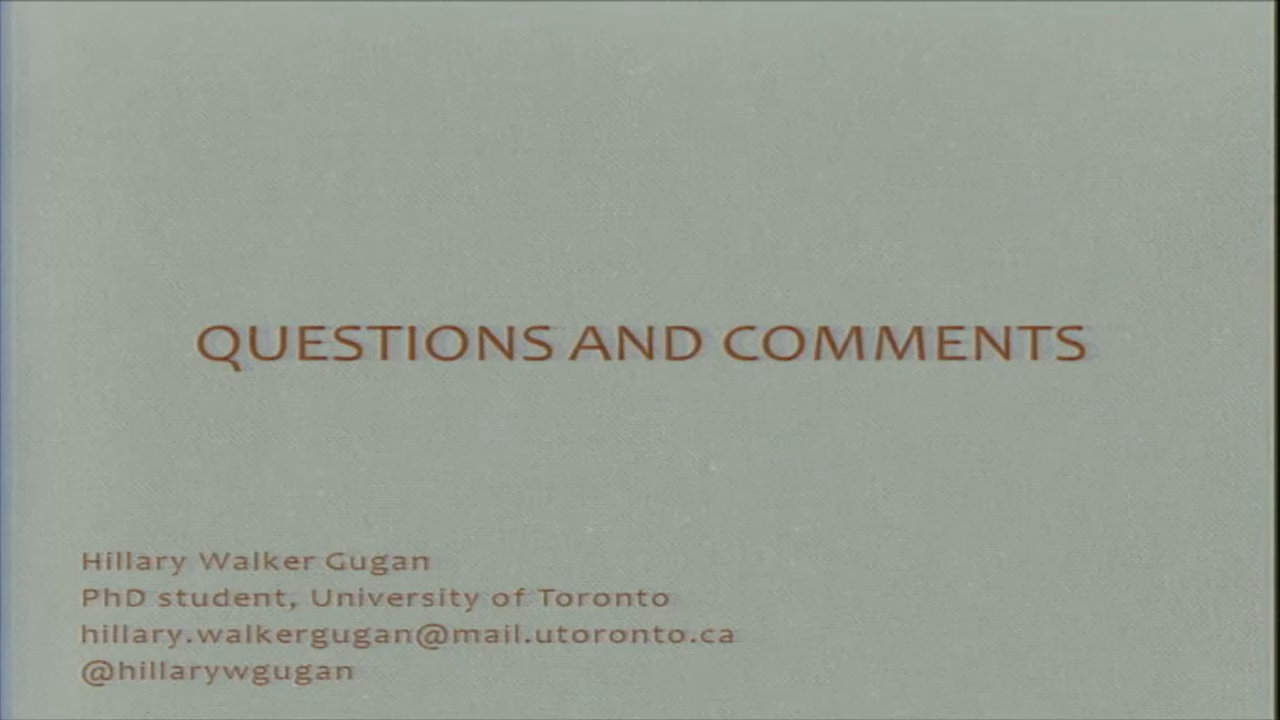 QUESTIONS AND COMMENTS
Hillary Walker Gugan
PhD student, University of Toronto
hillary.walkergugan@mail.utoronto.ca
@hillarywgugan